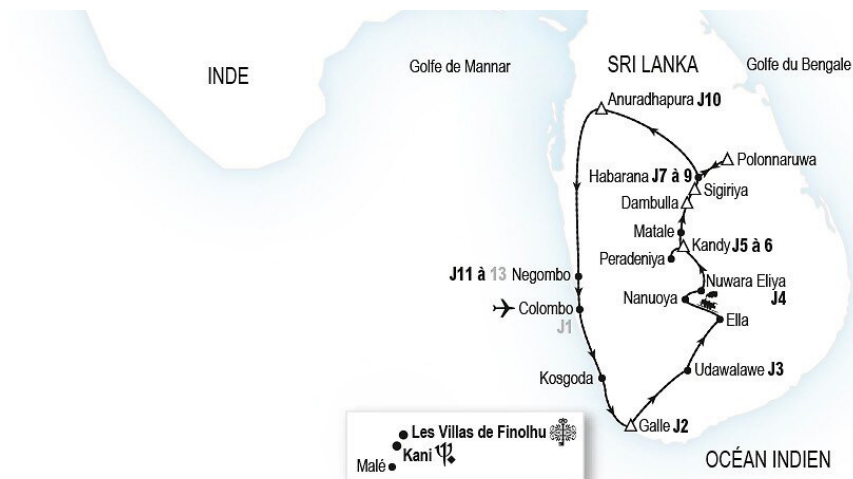 INDE
Golfe de Mannar
SRI LANKA
Golfe du Bengale
Anuradhapura J10
Polonnaruwa
Habarana J7 à 9
Sigiriya
Dambulla
Matale
Kandy J5 à 6
Peradeniya
J11 à 13 Negombo
Nuwara Eliya
J4
Nanuoya
Colombo
J1
Ella
Kosgoda
Udawalawe J3
Galle J2
Les Villas de Finolhu
Kani
Malé
OCÉAN INDIEN